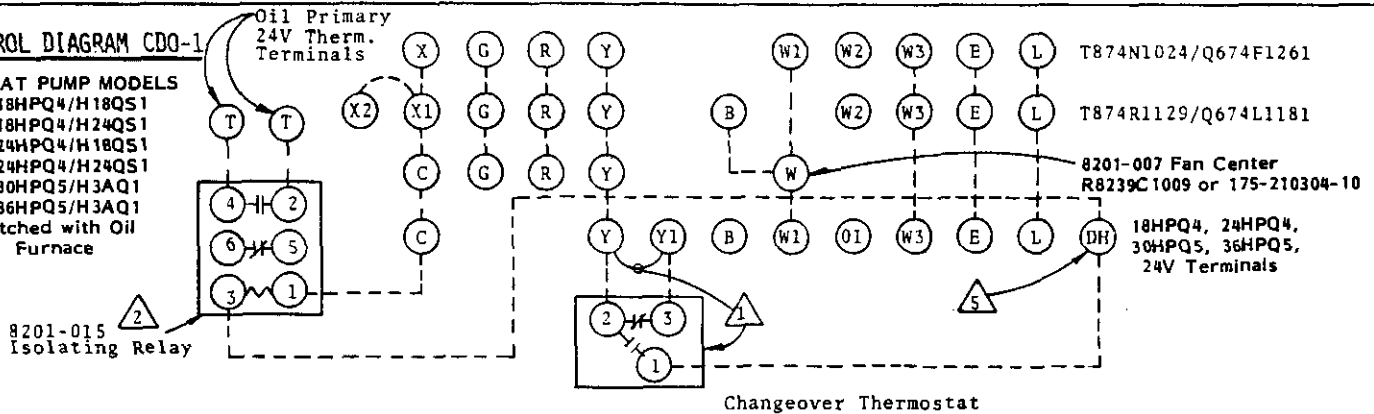 ROL DIAGRAM CDO-1
Oil Primary
24V Therm.
Terminals
AT PUMP MODELS
18HPQ4/H18QS1
18HPQ4/H24QS1
24HPQ4/H18QS1
24HPQ4/H24QS1
30HPQ5/H3AQ1
36HPQ5/H3AQ1
tched with Oil
Furnace
X G R Y W1 W2 W3 E L T874N1024/Q674F1261
T T X2 X1 G R Y B W2 W3 E L T874R1129/Q674L1181
C G R Y W
8201-007 Fan Center
R8239C1009 or 175-210304-10
4 2
6 5
3 1
C Y Y1 B W1 O1 W3 E L DH
18HPQ4, 24HPQ4,
30HPQ5, 36HPQ5,
24V Terminals
2
8201-015
Isolating Relay
2 3
1
1
5
Changeover Thermostat